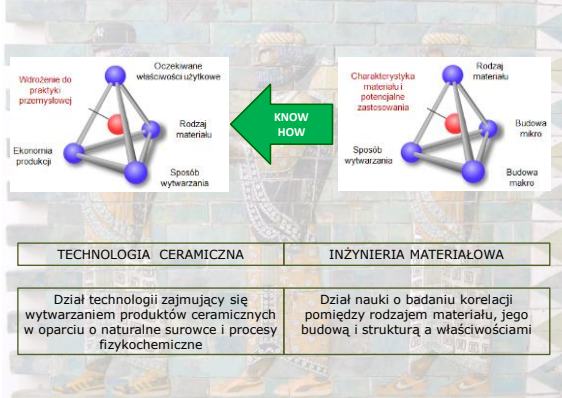 Oczekiwane
właściwości użytkowe
Wdrożenie do
praktyki
przemysłowej
Rodzaj
materiału
Ekonomia
produkcji
Sposób
wytwarzania
KNOW
HOW
Rodzaj
materiału
Charakterystyka
materiału i
potencjalne
zastosowania
Budowa
mikro
Sposób
wytwarzania
Budowa
makro
TECHNOLOGIA CERAMICZNA
INŻYNIERIA MATERIAŁOWA
Dział technologii zajmujący się
wytwarzaniem produktów ceramicznych
w oparciu o naturalne surowce i procesy
fizykochemiczne
Dział nauki o badaniu korelacji
pomiędzy rodzajem materiału, jego
budową i strukturą a właściwościami